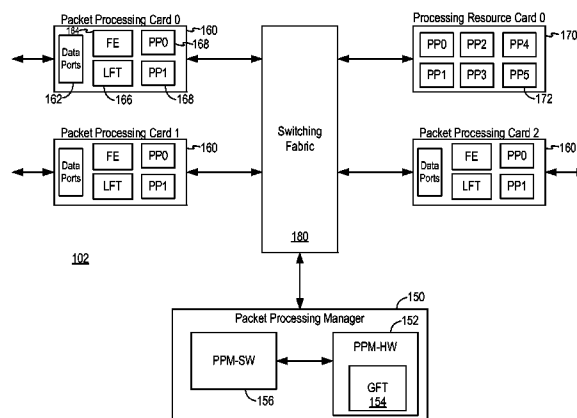 Packet Processing Card 0
160
164
Data Ports
FE
PP0
168
LFT
PP1
162
166
168
Packet Processing Card 1
160
Data Ports
FE
PP0
LFT
PP1
102
Switching Fabric
180
Processing Resource Card 0
170
PP0
PP2
PP4
PP1
PP3
PP5
172
Packet Processing Card 2
160
Data Ports
FE
PP0
LFT
PP1
150
Packet Processing Manager
152
PPM-SW
156
PPM-HW
GFT
154